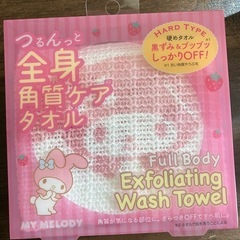 つるんっと
全身
角質ケア
タオル
HARD TYPE
硬めタオル
黒ずみ&ブツブツ
しっかりOFF!
Full Body
Exfoliating
Wash Towel
MY MELODY